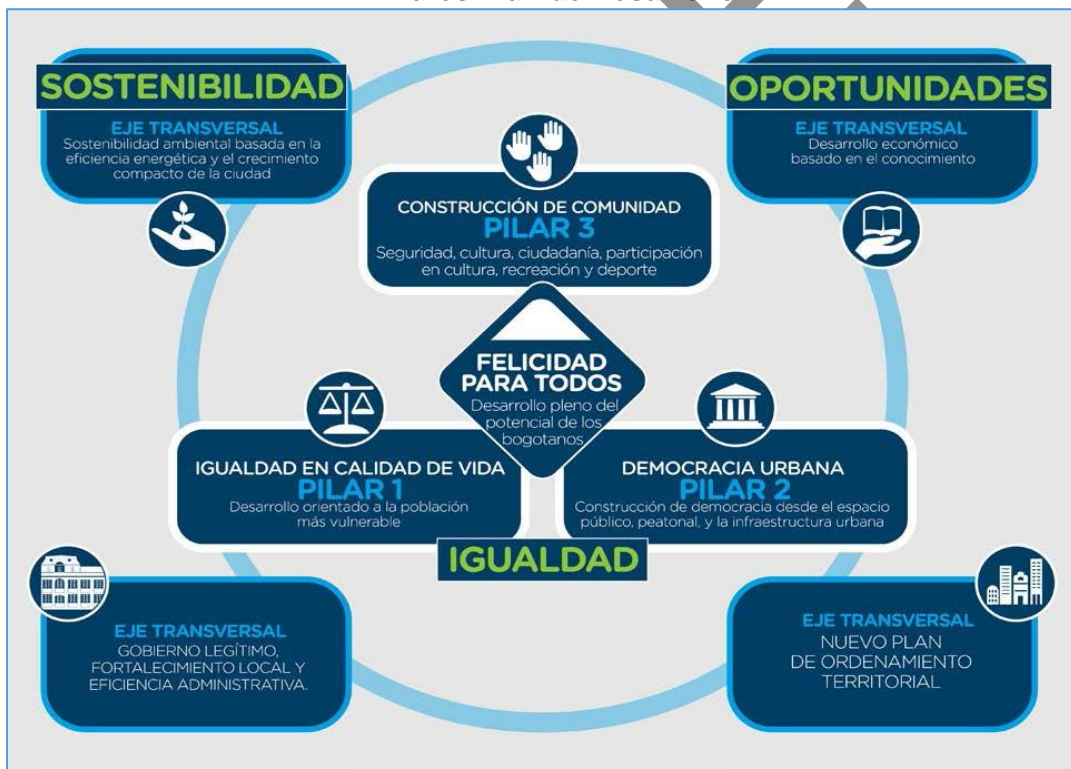 SOSTENIBILIDAD
EJE TRANSVERSAL
Sostenibilidad ambiental basada en la
eficiencia energética y el crecimiento
compacto de la ciudad
OPORTUNIDADES
EJE TRANSVERSAL
Desarrollo económico
basado en el conocimiento
CONSTRUCCIÓN DE COMUNIDAD
PILAR 3
Seguridad, cultura, ciudadanía, participación
en cultura, recreación y deporte
FELICIDAD
PARA TODOS
Desarrollo pleno del
potencial de los
bogotanos
IGUALDAD EN CALIDAD DE VIDA
PILAR 1
Desarrollo orientado a la población
más vulnerable
DEMOCRACIA URBANA
PILAR 2
Construcción de democracia desde el espacio
público, peatonal, y la infraestructura urbana
IGUALDAD
EJE TRANSVERSAL
GOBIERNO LEGÍTIMO,
FORTALECIMIENTO LOCAL Y
EFICIENCIA ADMINISTRATIVA.
EJE TRANSVERSAL
NUEVO PLAN
DE ORDENAMIENTO
TERRITORIAL